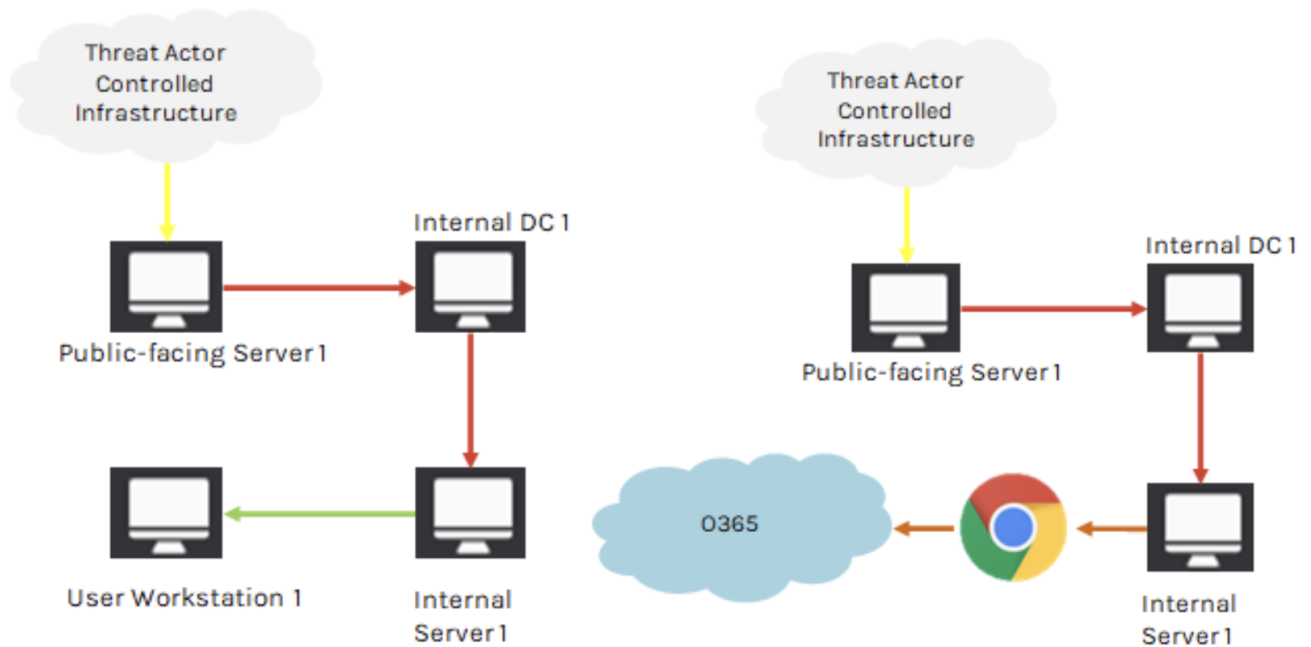 Threat Actor
Controlled
Infrastructure
Internal DC 1
Public-facing Server 1
User Workstation 1
Internal
Server 1
Threat Actor
Controlled
Infrastructure
Internal DC 1
Public-facing Server 1
O365
Internal
Server 1